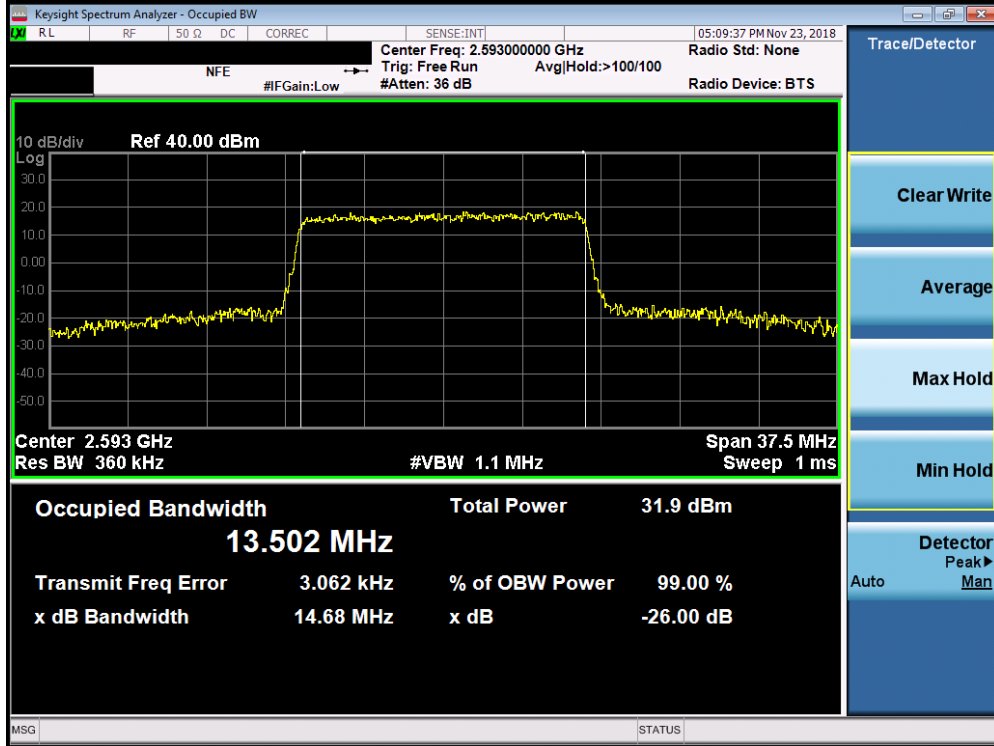 Keysight Spectrum Analyzer - Occupied BW
LXI RL RF 50 Ω DC CORREC SENSE:INT 05:09:37 PM Nov 23, 2018
Center Freq: 2.593000000 GHz Radio Std: None
NFE Trig: Free Run Avg|Hold:>100/100
#IFGain:Low #Atten: 36 dB Radio Device: BTS
10 dB/div Ref 40.00 dBm
Log
30.0
20.0
10.0
0.00
-10.0
-20.0
-30.0
-40.0
-50.0
Center 2.593 GHz Span 37.5 MHz
Res BW 360 kHz #VBW 1.1 MHz Sweep 1 ms
Occupied Bandwidth Total Power 31.9 dBm
13.502 MHz
Transmit Freq Error 3.062 kHz % of OBW Power 99.00 %
x dB Bandwidth 14.68 MHz x dB -26.00 dB
MSG STATUS
Trace/Detector
Clear Write
Average
Max Hold
Min Hold
Detector
Peak▶
Auto Man